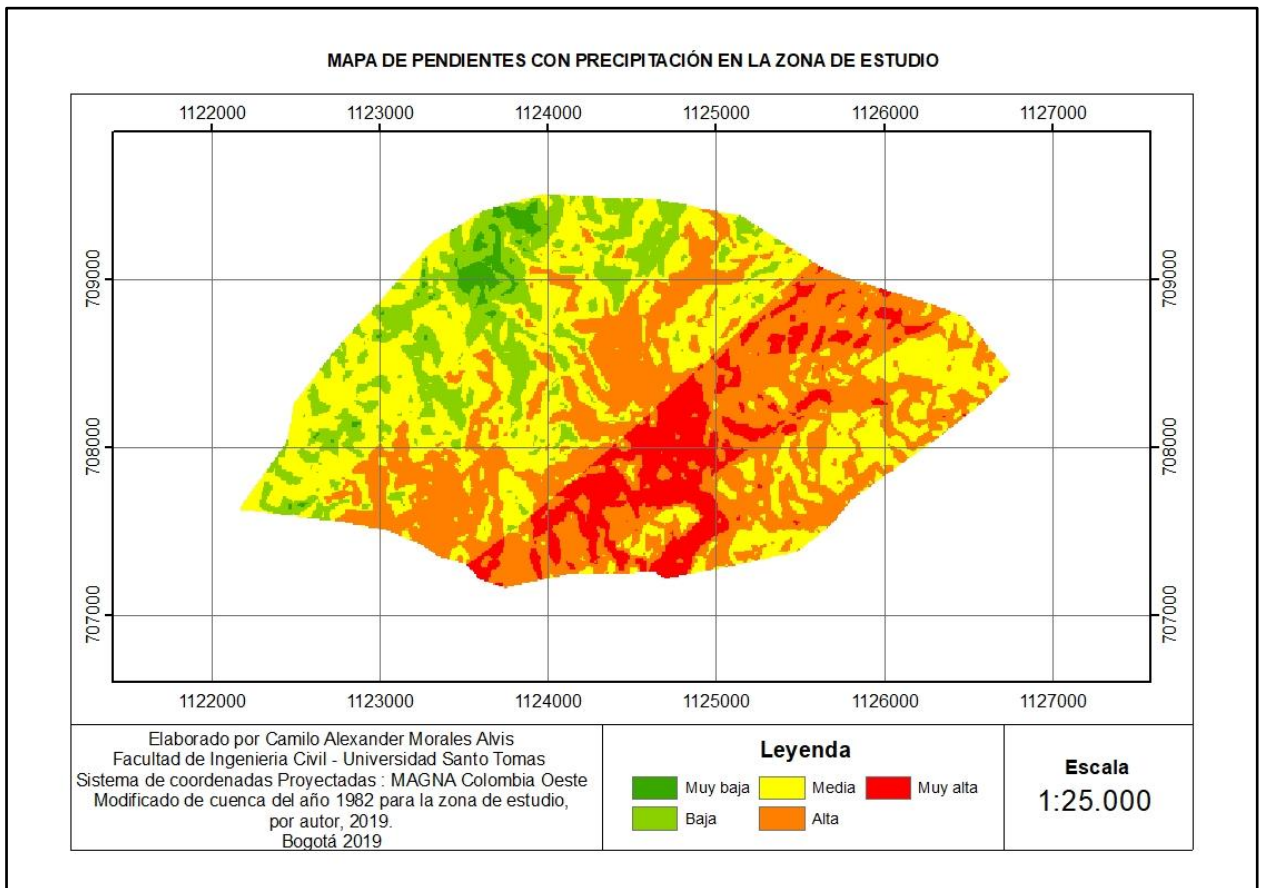 MAPA DE PENDIENTES CON PRECIPITACIÓN EN LA ZONA DE ESTUDIO
1122000 1123000 1124000 1125000 1126000 1127000
709000 709000
708000 708000
707000 707000
1122000 1123000 1124000 1125000 1126000 1127000
Elaborado por Camilo Alexander Morales Alvis
Facultad de Ingenieria Civil - Universidad Santo Tomas
Sistema de coordenadas Proyectadas : MAGNA Colombia Oeste
Modificado de cuenca del año 1982 para la zona de estudio,
por autor, 2019.
Bogotá 2019
Leyenda
Muy baja Media Muy alta
Baja Alta
Escala
1:25.000